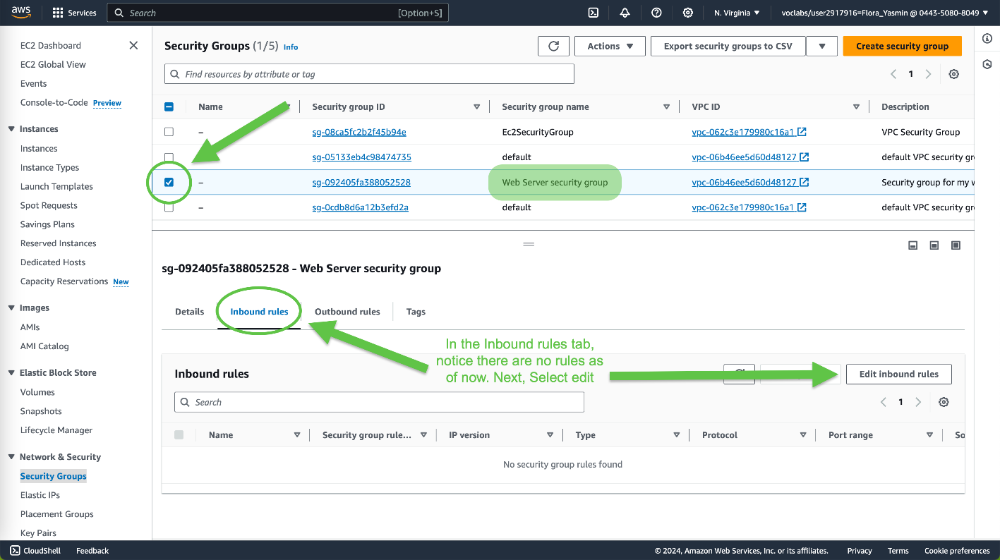 aws
Services
Search
[Option+S]
N. Virginia
voclabs/user2917916=Flora_Yasmin @ 0443-5080-8049
EC2 Dashboard
EC2 Global View
Events
Console-to-Code Preview
Instances
Instances
Instance Types
Launch Templates
Spot Requests
Savings Plans
Reserved Instances
Dedicated Hosts
Capacity Reservations New
Images
AMIs
AMI Catalog
Elastic Block Store
Volumes
Snapshots
Lifecycle Manager
Network & Security
Security Groups
Elastic IPs
Placement Groups
Key Pairs
Security Groups (1/5) Info
Actions
Export security groups to CSV
Create security group
Find resources by attribute or tag
1
Name Security group ID Security group name VPC ID Description
– sg-08ca5fc2b2f45b94e Ec2SecurityGroup vpc-062c3e179980c16a1 VPC Security Group
sg-05133eb4c98474735 default vpc-06b46ee5d60d48127 default VPC security gr
– sg-092405fa388052528 Web Server security group vpc-06b46ee5d60d48127 Security group for my w
– sg-0cdb8d6a12b3efd2a default vpc-062c3e179980c16a1 default VPC security gr
sg-092405fa388052528 - Web Server security group
Details
Inbound rules
Outbound rules
Tags
In the Inbound rules tab,
notice there are no rules as
of now. Next, Select edit
Inbound rules
Edit inbound rules
Search
1
Name Security group rule... IP version Type Protocol Port range So
No security group rules found
CloudShell
Feedback
© 2024, Amazon Web Services, Inc. or its affiliates.
Privacy
Terms
Cookie preferences